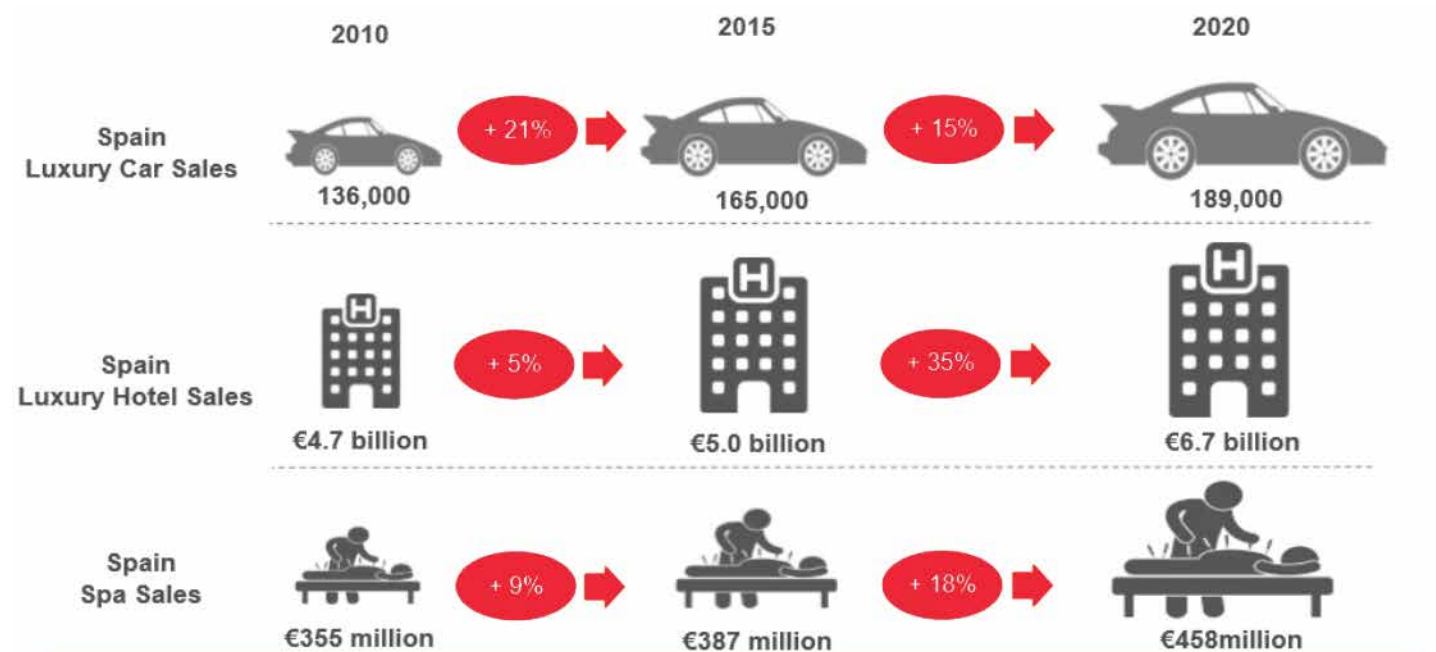 2010
2015
2020
Spain
Luxury Car Sales
+ 21%
+ 15%
136,000
165,000
189,000
Spain
Luxury Hotel Sales
H
+ 5%
H
+ 35%
H
€4.7 billion
€5.0 billion
€6.7 billion
Spain
Spa Sales
+ 9%
+ 18%
€355 million
€387 million
€458million